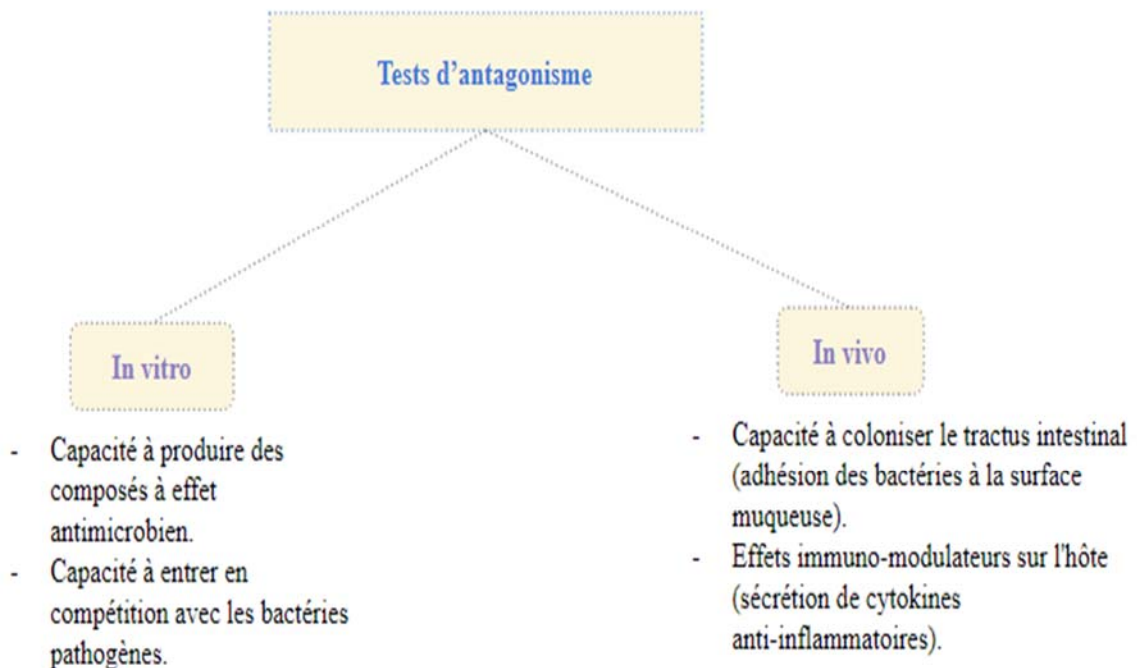 Tests d’antagonisme
In vitro
- Capacité à produire des
composés à effet
antimicrobien.
- Capacité à entrer en
compétition avec les bactéries
pathogènes.
In vivo
- Capacité à coloniser le tractus intestinal
(adhésion des bactéries à la surface
muqueuse).
- Effets immuno-modulateurs sur l'hôte
(sécrétion de cytokines
anti-inflammatoires).